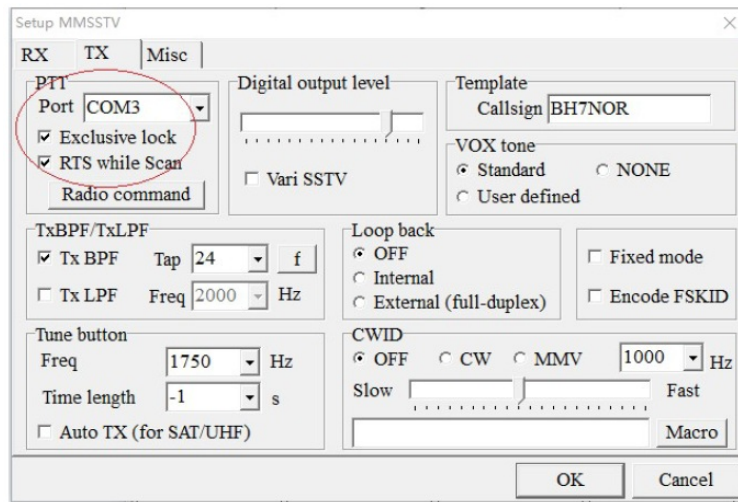 Setup MMSSTV
RX TX Misc
PTT
Port COM3
Exclusive lock
RTS while Scan
Radio command
Digital output level
Vari SSTV
Template
Callsign BH7NOR
VOX tone
Standard NONE
User defined
TxBPF/TxLPF
Tx BPF Tap 24 f
Tx LPF Freq 2000 Hz
Loop back
OFF
Internal
External (full-duplex)
Fixed mode
Encode FSKID
Tune button
Freq 1750 Hz
Time length -1 s
Auto TX (for SAT/UHF)
CWID
OFF CW MMV 1000 Hz
Slow Fast
Macro
OK Cancel